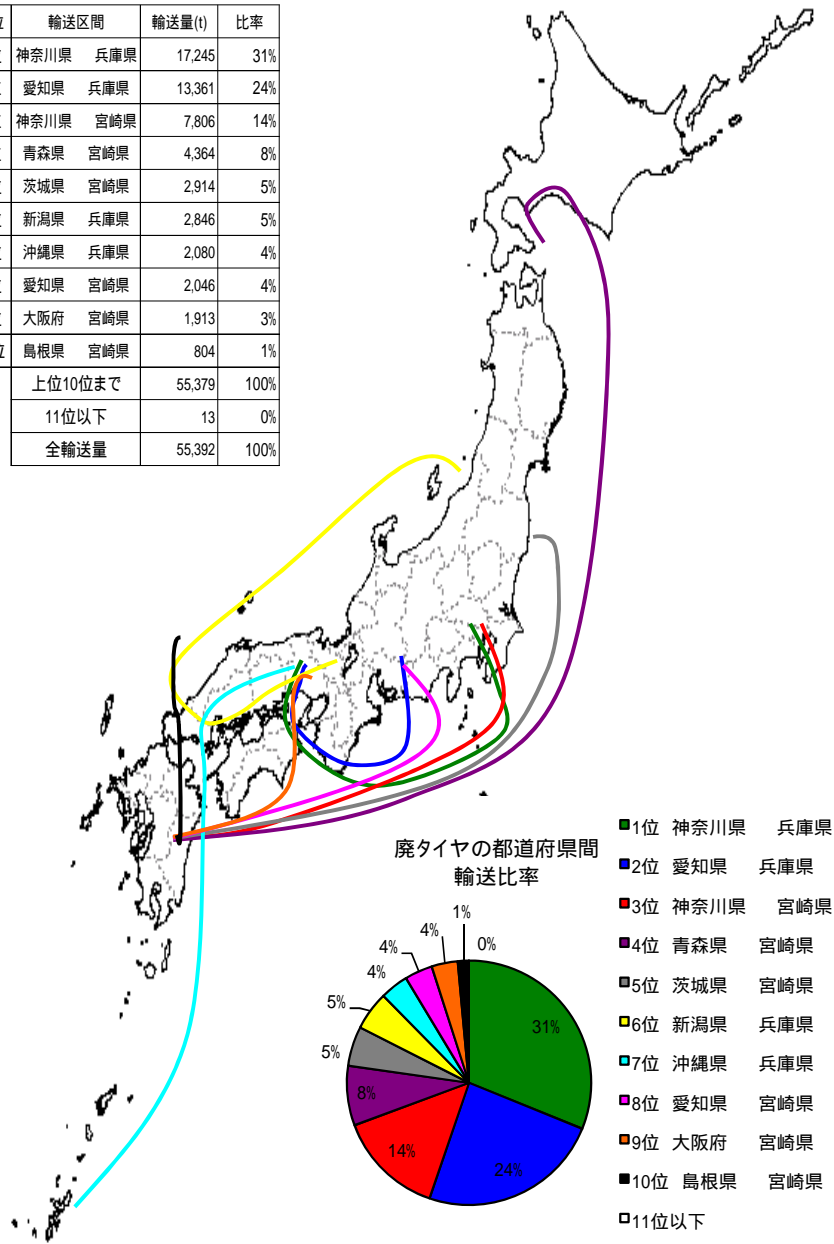 位 輸送区間 輸送量(t) 比率
神奈川県 兵庫県 17,245 31%
愛知県 兵庫県 13,361 24%
神奈川県 宮崎県 7,806 14%
青森県 宮崎県 4,364 8%
茨城県 宮崎県 2,914 5%
新潟県 兵庫県 2,846 5%
沖縄県 兵庫県 2,080 4%
愛知県 宮崎県 2,046 4%
大阪府 宮崎県 1,913 3%
島根県 宮崎県 804 1%
上位10位まで 55,379 100%
11位以下 13 0%
全輸送量 55,392 100%
廃タイヤの都道府県間
輸送比率
1%
4%
0%
4%
4%
5%
5%
8%
14%
24%
31%
1位 神奈川県 兵庫県
2位 愛知県 兵庫県
3位 神奈川県 宮崎県
4位 青森県 宮崎県
5位 茨城県 宮崎県
6位 新潟県 兵庫県
7位 沖縄県 兵庫県
8位 愛知県 宮崎県
9位 大阪府 宮崎県
10位 島根県 宮崎県
11位以下